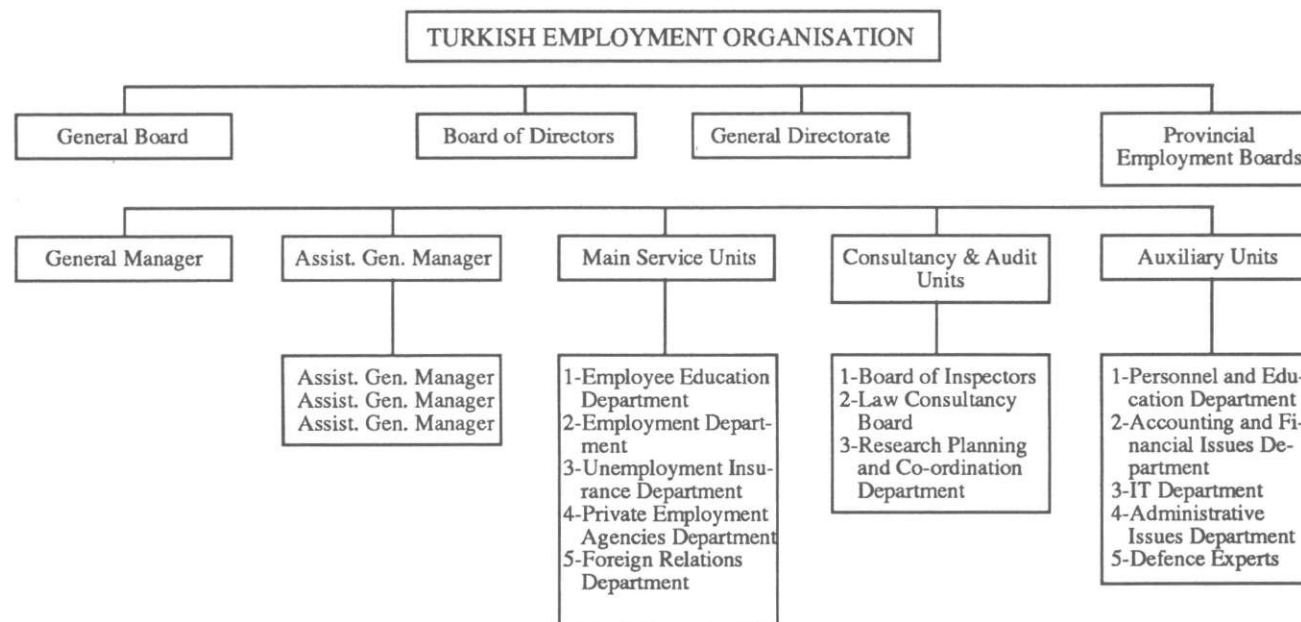 TURKISH EMPLOYMENT ORGANISATION
General Board
Board of Directors
General Directorate
Provincial
Employment Boards
General Manager
Assist. Gen. Manager
Main Service Units
Consultancy & Audit
Units
Auxiliary Units
Assist. Gen. Manager
Assist. Gen. Manager
Assist. Gen. Manager
1-Employee Education
Department
2-Employment Depart-
ment
3-Unemployment Insu-
rance Department
4-Private Employment
Agencies Department
5-Foreign Relations
Department
1-Board of Inspectors
2-Law Consultancy
Board
3-Research Planning
and Co-ordination
Department
1-Personnel and Edu-
cation Department
2-Accounting and Fi-
nancial Issues De-
partment
3-IT Department
4-Administrative
Issues Department
5-Defence Experts